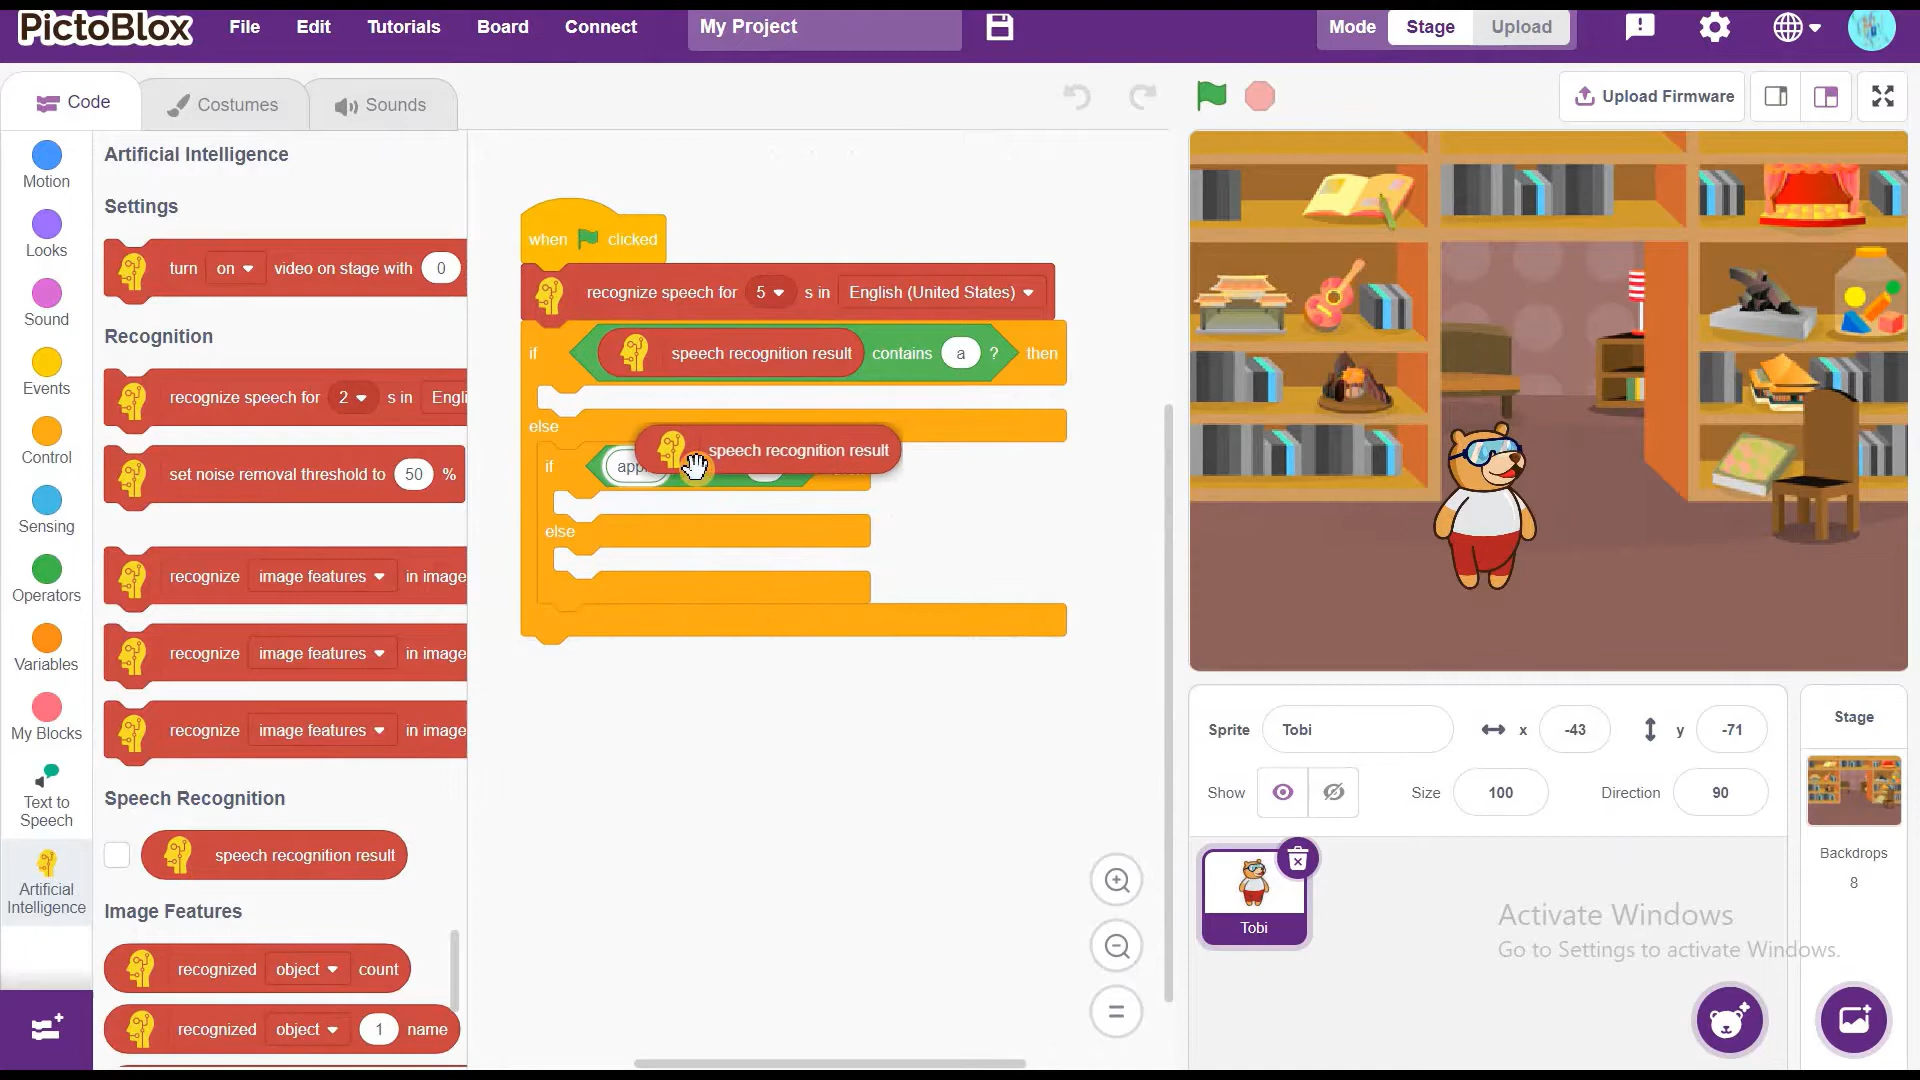 PictoBlox File Edit Tutorials Board Connect My Project Mode Stage Upload
Code Costumes Sounds Upload Firmware
Motion
Looks
Sound
Events
Control
Sensing
Operators
Variables
My Blocks
Text to
Speech
Artificial
Intelligence
Artificial Intelligence
Settings
turn on video on stage with 0
Recognition
recognize speech for 2 s in Engli
set noise removal threshold to 50 %
recognize image features in image
recognize image features in image
recognize image features in image
Speech Recognition
speech recognition result
Image Features
recognized object count
recognized object 1 name
when clicked
recognize speech for 5 s in English (United States)
if speech recognition result contains a ? then
else
speech recognition result
if app
else
Sprite Tobi x -43 y -71
Show Size 100 Direction 90
Tobi
Stage
Backdrops
8
Activate Windows
Go to Settings to activate Windows.